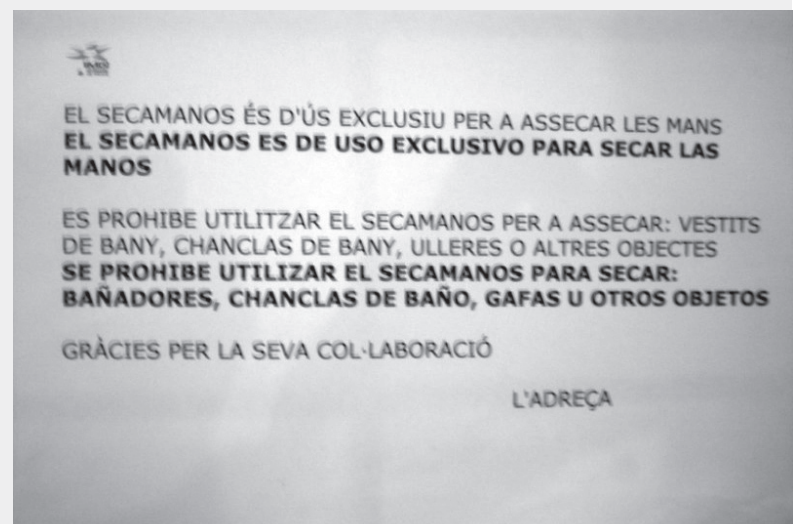 EL SECAMANOS ÉS D'ÚS EXCLUSIU PER A ASSECAR LES MANS
EL SECAMANOS ES DE USO EXCLUSIVO PARA SECAR LAS
MANOS
ES PROHIBE UTILITZAR EL SECAMANOS PER A ASSECAR: VESTITS
DE BANY, CHANCLAS DE BANY, ULLERES O ALTRES OBJECTES
SE PROHIBE UTILIZAR EL SECAMANOS PARA SECAR:
BAÑADORES, CHANCLAS DE BAÑO, GAFAS U OTROS OBJETOS
GRÀCIES PER LA SEVA COL·LABORACIÓ
L'ADREÇA